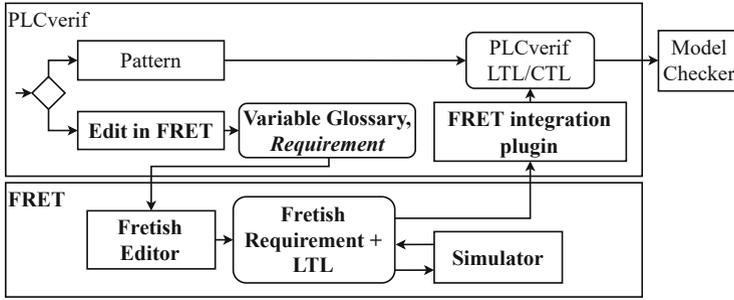 PLCverif
Pattern
PLCverif
LTL/CTL
Model
Checker
Edit in FRET
Variable Glossary,
Requirement
FRET integration
plugin
FRET
Fretish
Editor
Fretish
Requirement +
LTL
Simulator